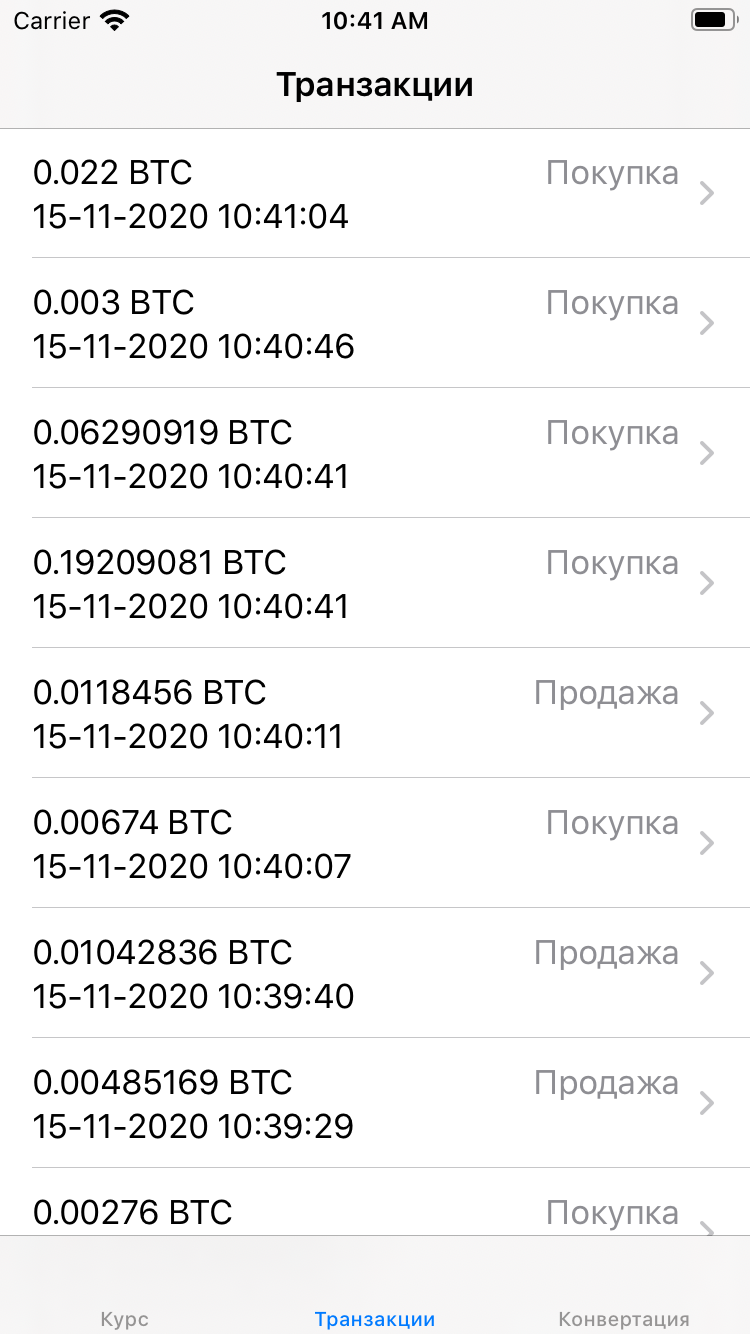 Carrier 10:41 AM
Транзакции
0.022 BTC Покупка
15-11-2020 10:41:04
0.003 BTC Покупка
15-11-2020 10:40:46
0.06290919 BTC Покупка
15-11-2020 10:40:41
0.19209081 BTC Покупка
15-11-2020 10:40:41
0.0118456 BTC Продажа
15-11-2020 10:40:11
0.00674 BTC Покупка
15-11-2020 10:40:07
0.01042836 BTC Продажа
15-11-2020 10:39:40
0.00485169 BTC Продажа
15-11-2020 10:39:29
0.00276 BTC Покупка
Курс Транзакции Конвертация